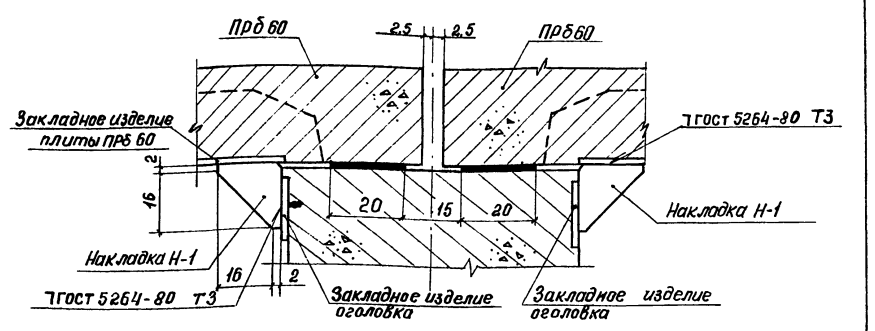 ПРб 60
2,5 2,5
ПРб 60
Закладное изделие
плиты ПРб 60
ГОСТ 5264-80 Т3
2
16
20 15 20
Накладка Н-1
Накладка Н-1
16 2
ГОСТ 5264-80 Т3
Закладное изделие
оголовка
Закладное изделие
оголовка